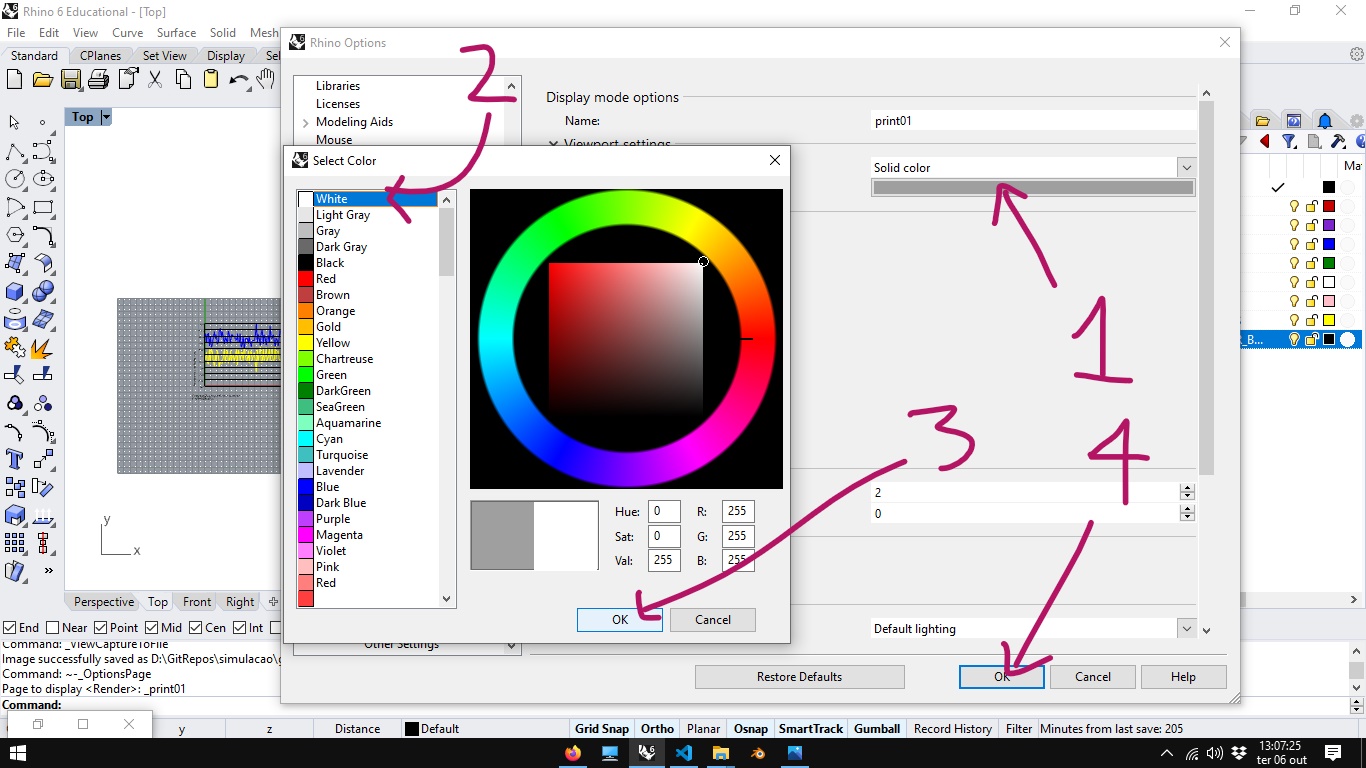 Rhino 6 Educational - [Top]
File Edit View Curve Surface Solid Mesh
Standard CPlanes Set View Display
Top
Rhino Options
Libraries
Licenses
Modeling Aids
Mouse
Display mode options
Name: print01
Viewport settings
Solid color
2
Select Color
White
Light Gray
Gray
Dark Gray
Black
Red
Brown
Orange
Gold
Yellow
Chartreuse
Green
DarkGreen
SeaGreen
Aquamarine
Cyan
Turquoise
Lavender
Blue
Dark Blue
Purple
Magenta
Violet
Pink
Red
Hue: 0 R: 255
Sat: 0 G: 255
Val: 255 B: 255
OK Cancel
1
3
4
2
0
Default lighting
Other Settings
Restore Defaults OK Cancel Help
y
x
Perspective Top Front Right
End Near Point Mid Cen Int
Command: _ViewCaptureToFile
Image successfully saved as D:\GitRepos\simulacao\
Command: ~-_OptionsPage
Page to display <Render>: _print01
Command:
y z Distance Default Grid Snap Ortho Planar Osnap SmartTrack Gumball Record History Filter Minutes from last save: 205
13:07:25
ter 06 out